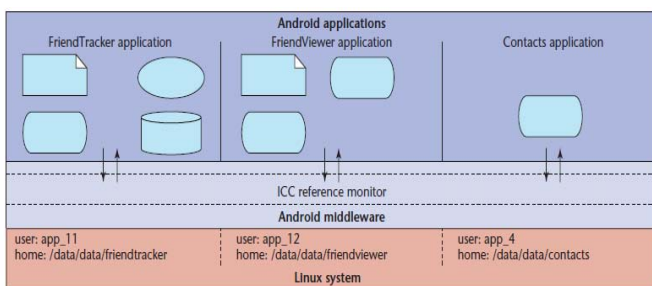 Android applications
FriendTracker application
FriendViewer application
Contacts application
ICC reference monitor
Android middleware
user: app_11
home: /data/data/friendtracker
user: app_12
home: /data/data/friendviewer
user: app_4
home: /data/data/contacts
Linux system